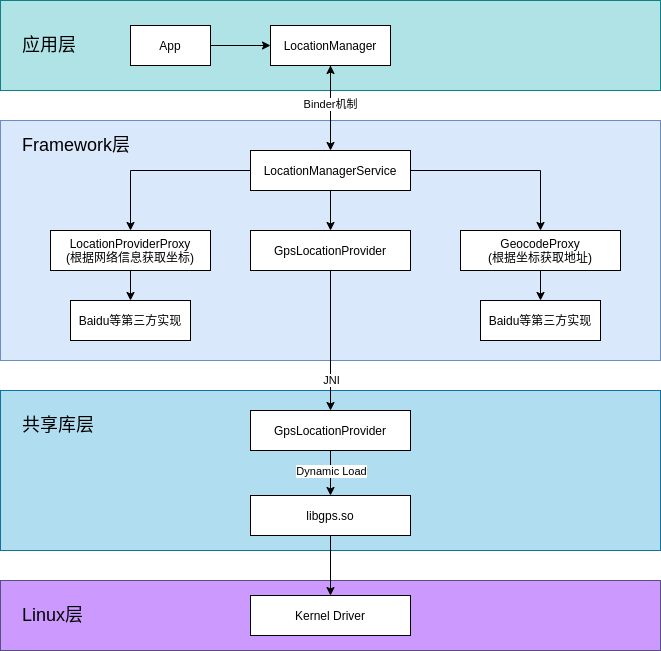 应用层
App
LocationManager
Binder机制
Framework层
LocationManagerService
LocationProviderProxy
(根据网络信息获取坐标)
GpsLocationProvider
GeocodeProxy
(根据坐标获取地址)
Baidu等第三方实现
Baidu等第三方实现
JNI
共享库层
GpsLocationProvider
Dynamic Load
libgps.so
Linux层
Kernel Driver